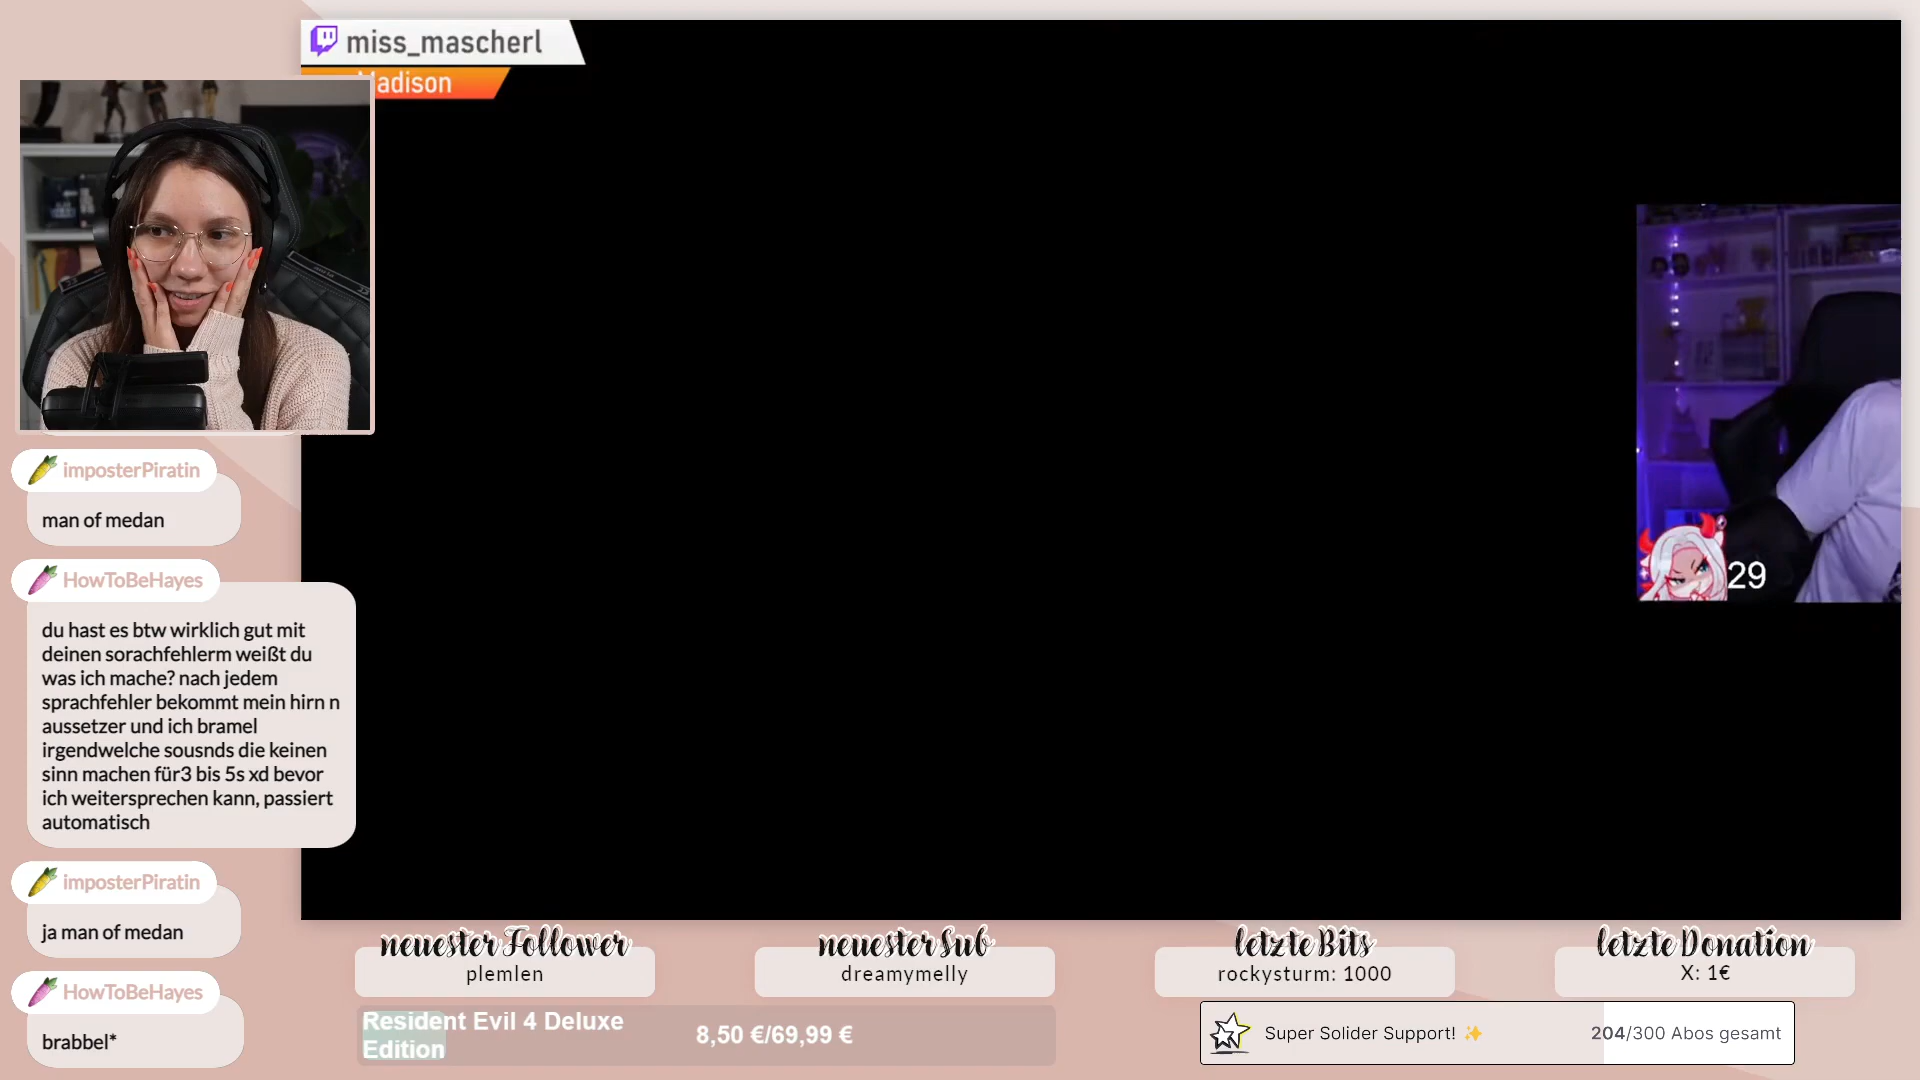 miss_mascherl
Madison
imposterPiratin
man of medan
HowToBeHayes
du hast es btw wirklich gut mit
deinen sorachfehlerm weißt du
was ich mache? nach jedem
sprachfehler bekommt mein hirn n
aussetzer und ich bramel
irgendwelche sousnds die keinen
sinn machen für3 bis 5s xd bevor
ich weitersprechen kann, passiert
automatisch
imposterPiratin
ja man of medan
HowToBeHayes
brabbel*
29
neuester Follower
plemlen
neuester Sub
dreamymelly
letzte Bits
rockysturm: 1000
letzte Donation
X: 1€
Resident Evil 4 Deluxe
Edition
8,50 €/69,99 €
Super Solider Support! ✨
204/300 Abos gesamt